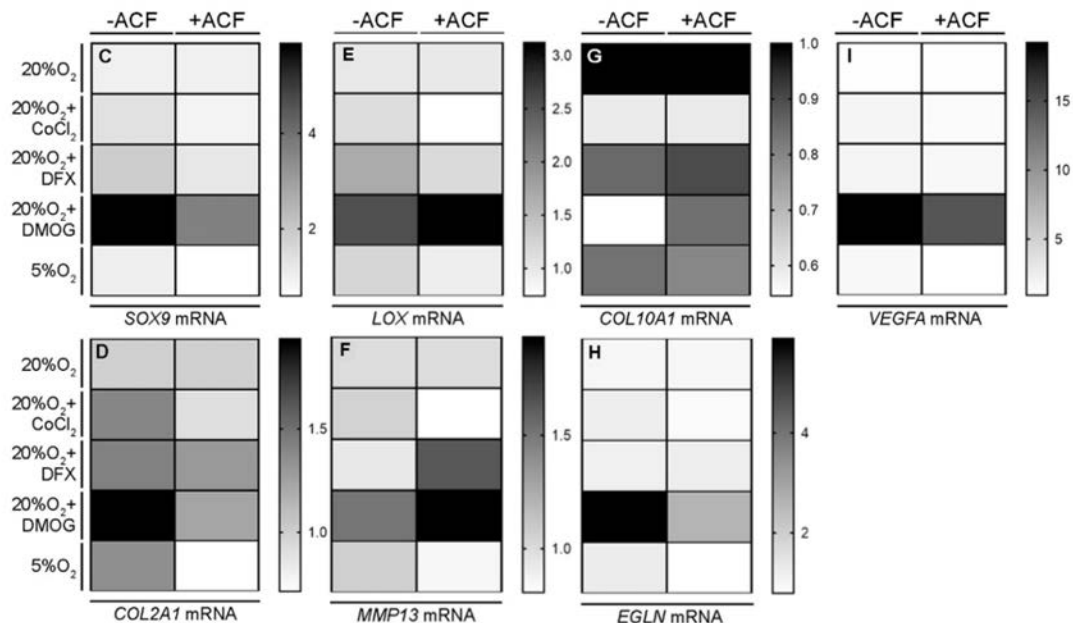 -ACF +ACF -ACF +ACF -ACF +ACF -ACF +ACF
C E G I
20%O₂
20%O₂+
CoCl₂
20%O₂+
DFX
20%O₂+
DMOG
5%O₂
4
2
3.0
2.5
2.0
1.5
1.0
1.0
0.9
0.8
0.7
0.6
15
10
5
SOX9 mRNA LOX mRNA COL10A1 mRNA VEGFA mRNA
D F H
20%O₂
20%O₂+
CoCl₂
20%O₂+
DFX
20%O₂+
DMOG
5%O₂
1.5
1.0
1.5
1.0
4
2
COL2A1 mRNA MMP13 mRNA EGLN mRNA